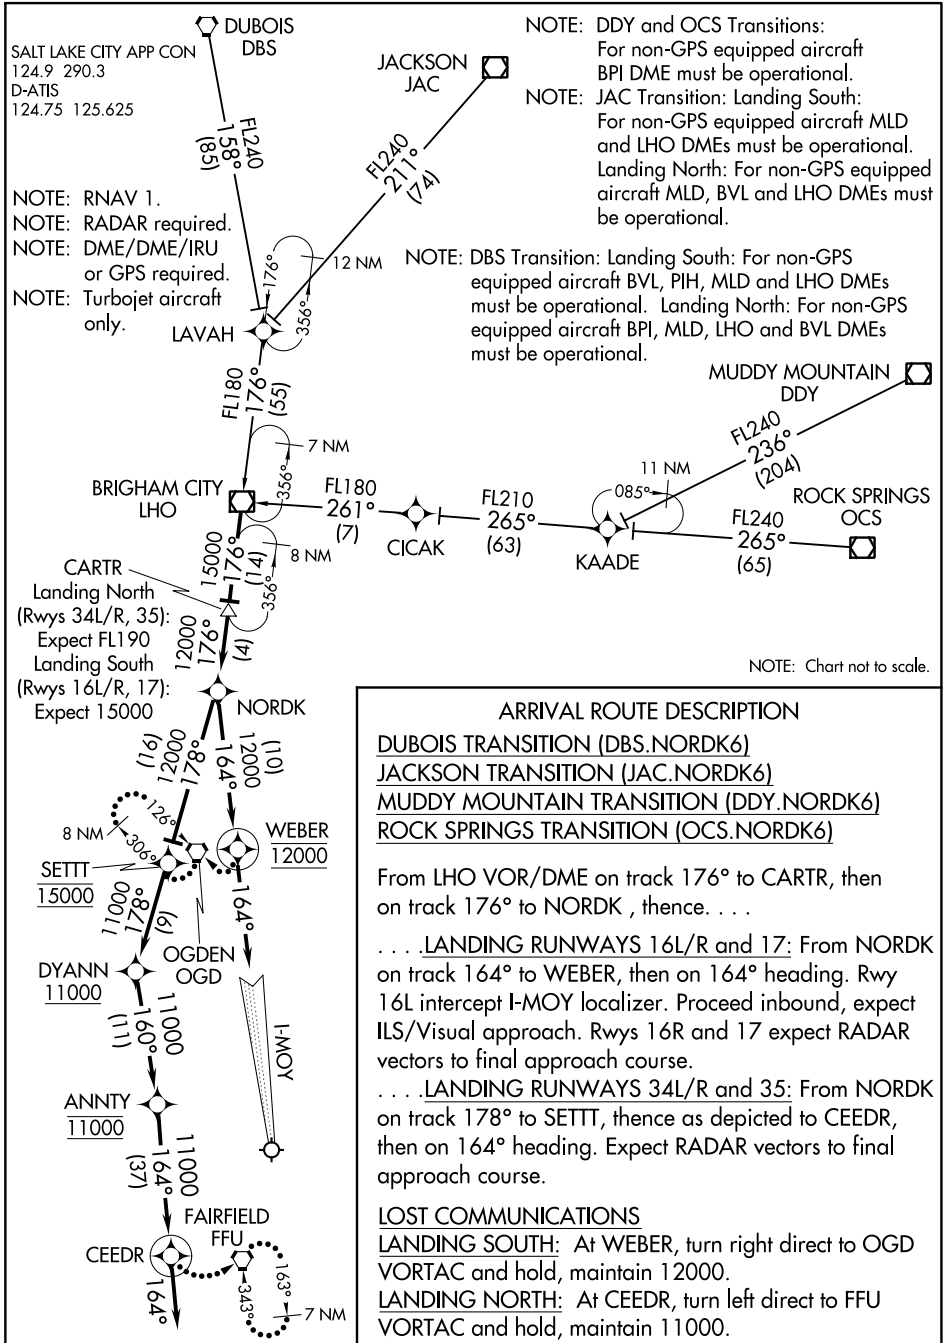 DUBOIS
DBS
SALT LAKE CITY APP CON
124.9 290.3
D-ATIS
124.75 125.625
JACKSON
JAC
NOTE: DDY and OCS Transitions:
For non-GPS equipped aircraft
BPI DME must be operational.
NOTE: JAC Transition: Landing South:
For non-GPS equipped aircraft MLD
and LHO DMEs must be operational.
Landing North: For non-GPS equipped
aircraft MLD, BVL and LHO DMEs must
be operational.
FL240
158°
(85)
FL240
211°
(74)
NOTE: RNAV 1.
NOTE: RADAR required.
NOTE: DME/DME/IRU
or GPS required.
NOTE: Turbojet aircraft
only.
176°
356°
12 NM
LAVAH
NOTE: DBS Transition: Landing South: For non-GPS
equipped aircraft BVL, PIH, MLD and LHO DMEs
must be operational. Landing North: For non-GPS
equipped aircraft BPI, MLD, LHO and BVL DMEs
must be operational.
FL180
176°
(55)
MUDDY MOUNTAIN
DDY
FL240
236°
(204)
7 NM
356°
BRIGHAM CITY
LHO
FL180
261°
(7)
CICAK
FL210
265°
(63)
085°
11 NM
KAADE
FL240
265°
(65)
ROCK SPRINGS
OCS
15000
176°
(14)
8 NM
356°
CARTR
Landing North
(Rwys 34L/R, 35):
Expect FL190
Landing South
(Rwys 16L/R, 17):
Expect 15000
12000
176°
(4)
NORDK
NOTE: Chart not to scale.
(16)
12000
178°
(10)
12000
164°
126°
306°
8 NM
SETTT
15000
WEBER
12000
164°
OGDEN
OGD
11000
178°
(6)
DYANN
11000
I-MOY
11000
160°
(11)
ANNTY
11000
11000
164°
(37)
FAIRFIELD
FFU
CEEDR
164°
163°
343°
7 NM
ARRIVAL ROUTE DESCRIPTION
DUBOIS TRANSITION (DBS.NORDK6)
JACKSON TRANSITION (JAC.NORDK6)
MUDDY MOUNTAIN TRANSITION (DDY.NORDK6)
ROCK SPRINGS TRANSITION (OCS.NORDK6)
From LHO VOR/DME on track 176° to CARTR, then
on track 176° to NORDK , thence. . . .
. . . .LANDING RUNWAYS 16L/R and 17: From NORDK
on track 164° to WEBER, then on 164° heading. Rwy
16L intercept I-MOY localizer. Proceed inbound, expect
ILS/Visual approach. Rwys 16R and 17 expect RADAR
vectors to final approach course.
. . . .LANDING RUNWAYS 34L/R and 35: From NORDK
on track 178° to SETTT, thence as depicted to CEEDR,
then on 164° heading. Expect RADAR vectors to final
approach course.
LOST COMMUNICATIONS
LANDING SOUTH: At WEBER, turn right direct to OGD
VORTAC and hold, maintain 12000.
LANDING NORTH: At CEEDR, turn left direct to FFU
VORTAC and hold, maintain 11000.